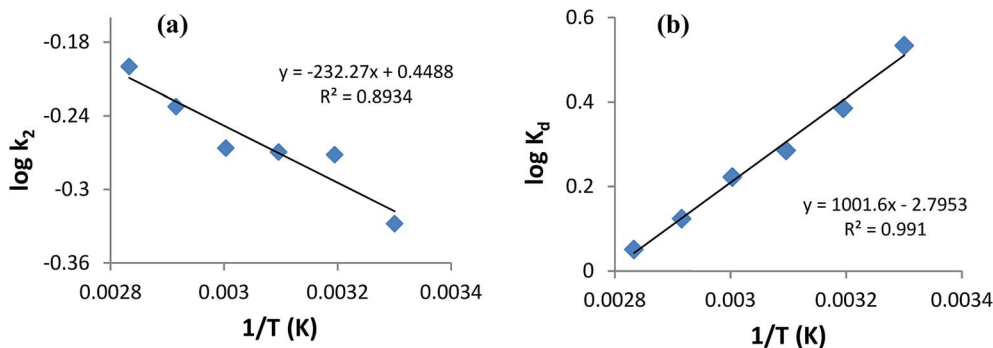 (a)
-0.18
-0.24
-0.3
-0.36
log k2
y = -232.27x + 0.4488
R² = 0.8934
0.0028
0.003
0.0032
0.0034
1/T (K)
(b)
0.6
0.4
0.2
0
log Kd
y = 1001.6x - 2.7953
R² = 0.991
0.0028
0.003
0.0032
0.0034
1/T (K)